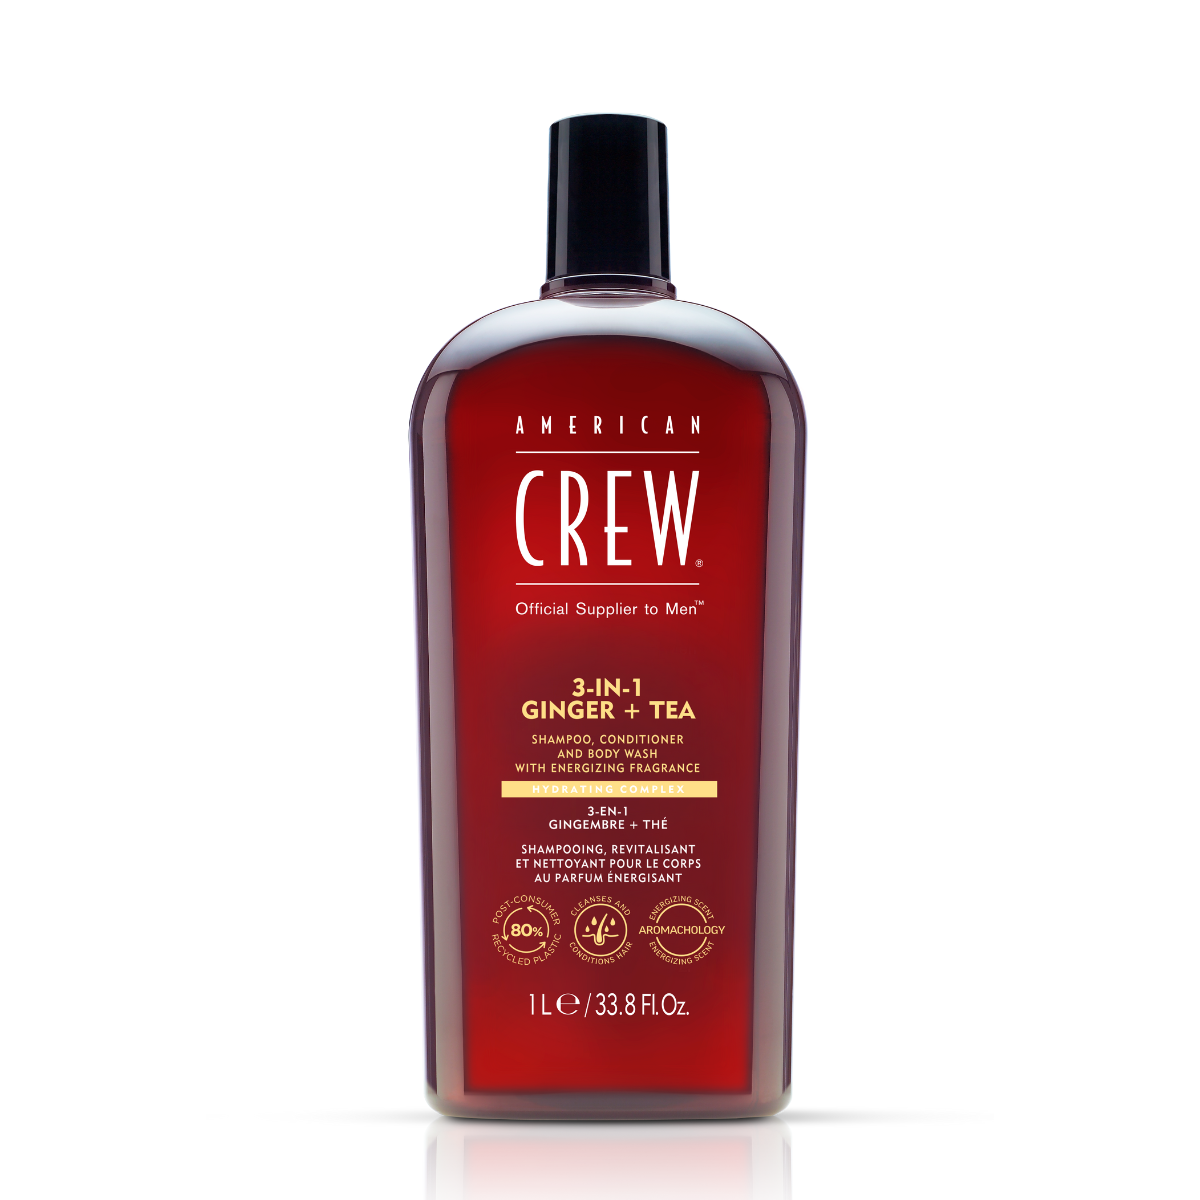 AMERICAN
CREW®
Official Supplier to Men™
3-IN-1
GINGER + TEA
SHAMPOO, CONDITIONER
AND BODY WASH
WITH ENERGIZING FRAGRANCE
HYDRATING COMPLEX
3-EN-1
GINGEMBRE + THÉ
SHAMPOOING, REVITALISANT
ET NETTOYANT POUR LE CORPS
AU PARFUM ÉNERGISANT
POST-CONSUMER
80%
RECYCLED PLASTIC
CLEANSES AND
CONDITIONS HAIR
ENERGIZING SCENT
AROMACHOLOGY
ENERGIZING SCENT
1 L ℮ / 33.8 Fl. Oz.